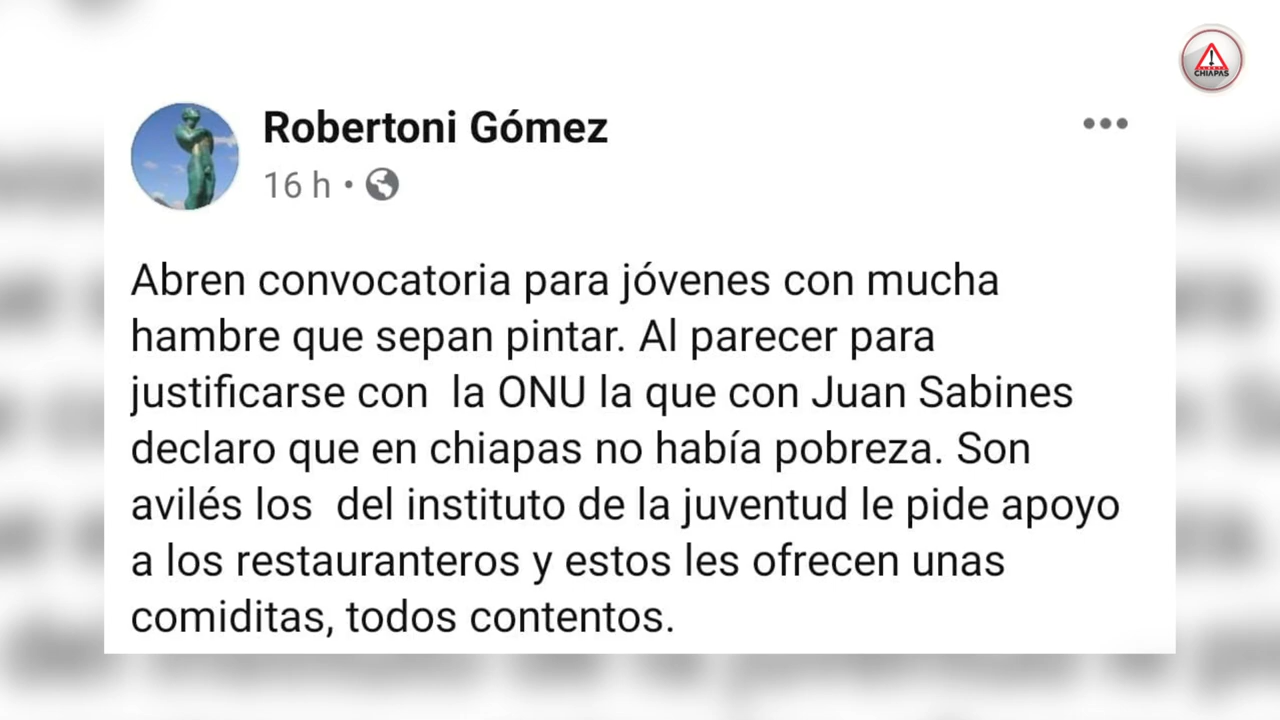 CHIAPAS
Robertoni Gómez
16 h •
Abren convocatoria para jóvenes con mucha
hambre que sepan pintar. Al parecer para
justificarse con  la ONU la que con Juan Sabines
declaro que en chiapas no había pobreza. Son
avilés los  del instituto de la juventud le pide apoyo
a los restauranteros y estos les ofrecen unas
comiditas, todos contentos.